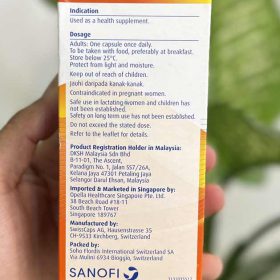 Indication
Used as a health supplement.
Dosage
Adults: One capsule once daily.
To be taken with food, preferably at breakfast.
Store below 25°C.
Protect from light and moisture.
Keep out of reach of children.
Jauhi daripada kanak-kanak.
Contraindicated in pregnant women.
Safe use in lactating women and children has
not been established.
Safety on long term use has not been established.
Do not exceed the stated dose.
Refer to the leaflet for details.
Product Registration Holder in Malaysia:
DKSH Malaysia Sdn Bhd
B-11-01, The Ascent,
Paradigm No. 1, Jalan SS7/26A,
Kelana Jaya 47301 Petaling Jaya
Selangor Darul Ehsan, Malaysia
Imported & Marketed in Singapore by:
Opella Healthcare Singapore Pte. Ltd.
38 Beach Road #18-11
South Beach Tower
Singapore 189767
Manufactured by:
SwissCaps AG, Hausenstrasse 35
CH-9533 Kirchberg, Switzerland
Packed by:
Soho Flordis International Switzerland SA
Via Mulini, 6934 Bioggio, Switzerland
SANOFI